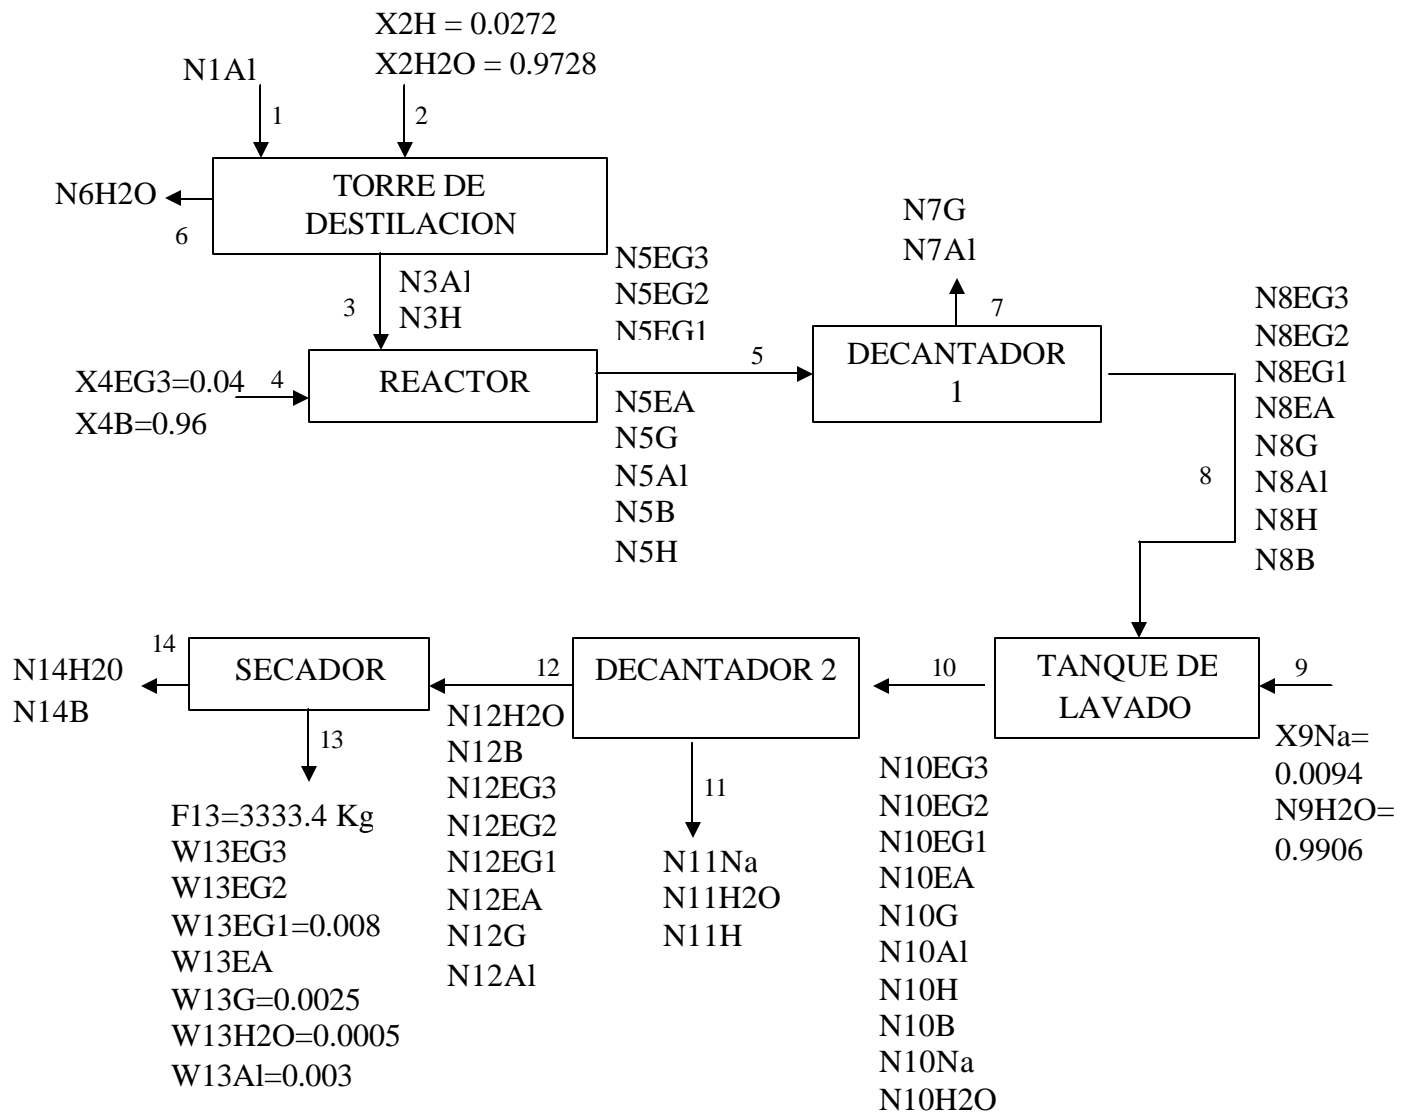 X2H = 0.0272
X2H2O = 0.9728
N1Al
1
2
TORRE DE
DESTILACION
N6H2O
6
N3Al
N3H
3
N5EG3
N5EG2
N5EG1
N7G
N7Al
7
REACTOR
X4EG3=0.04
X4B=0.96
4
5
N5EA
N5G
N5Al
N5B
N5H
DECANTADOR
1
N8EG3
N8EG2
N8EG1
N8EA
N8G
N8Al
N8H
N8B
8
14
N14H20
N14B
SECADOR
13
F13=3333.4 Kg
W13EG3
W13EG2
W13EG1=0.008
W13EA
W13G=0.0025
W13H2O=0.0005
W13Al=0.003
12
N12H2O
N12B
N12EG3
N12EG2
N12EG1
N12EA
N12G
N12Al
DECANTADOR 2
11
N11Na
N11H2O
N11H
10
N10EG3
N10EG2
N10EG1
N10EA
N10G
N10Al
N10H
N10B
N10Na
N10H2O
TANQUE DE
LAVADO
9
X9Na=
0.0094
N9H2O=
0.9906